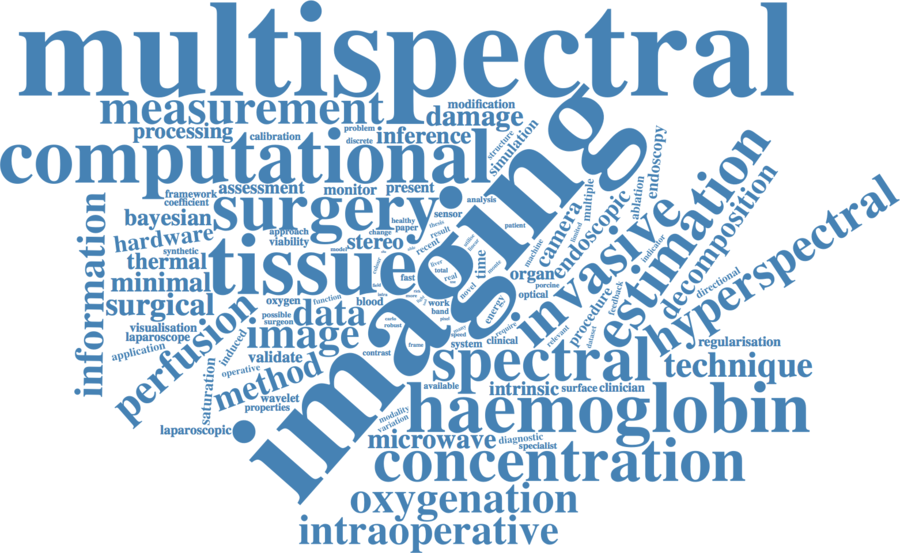 multispectral
measurement
modification
damage
processing
calibration
problem
discrete
inference
structure
simulation
computational
endoscopy
framework
coefficient
assessment
monitor
present
analysis
multiple
ablation
estimation
information
bayesian
surgery
healthy
paper
thesis
sensor
patient
limited
camera
endoscopic
decomposition
hardware
approach
viability
change
stereo
result
recent
imaging
machine
invasive
indicator
hyperspectral
synthetic
thermal
tissue
model
liver
total
real
fast
time
organ
porcine
optical
directional
minimal
surgical
perfusion
oxygen
function
blood
data
work
band
novel
energy
procedure
feedback
dataset
relevant
possible
surgeon
robust
visualisation
laparoscope
application
induced
operative
image
validate
contrast
frame
speed
system
require
clinical
spectral
regularisation
technique
saturation
method
wavelet
properties
available
intrinsic
surface
clinician
laparoscopic
modality
variation
haemoglobin
microwave
diagnostic
specialist
concentration
oxygenation
intraoperative